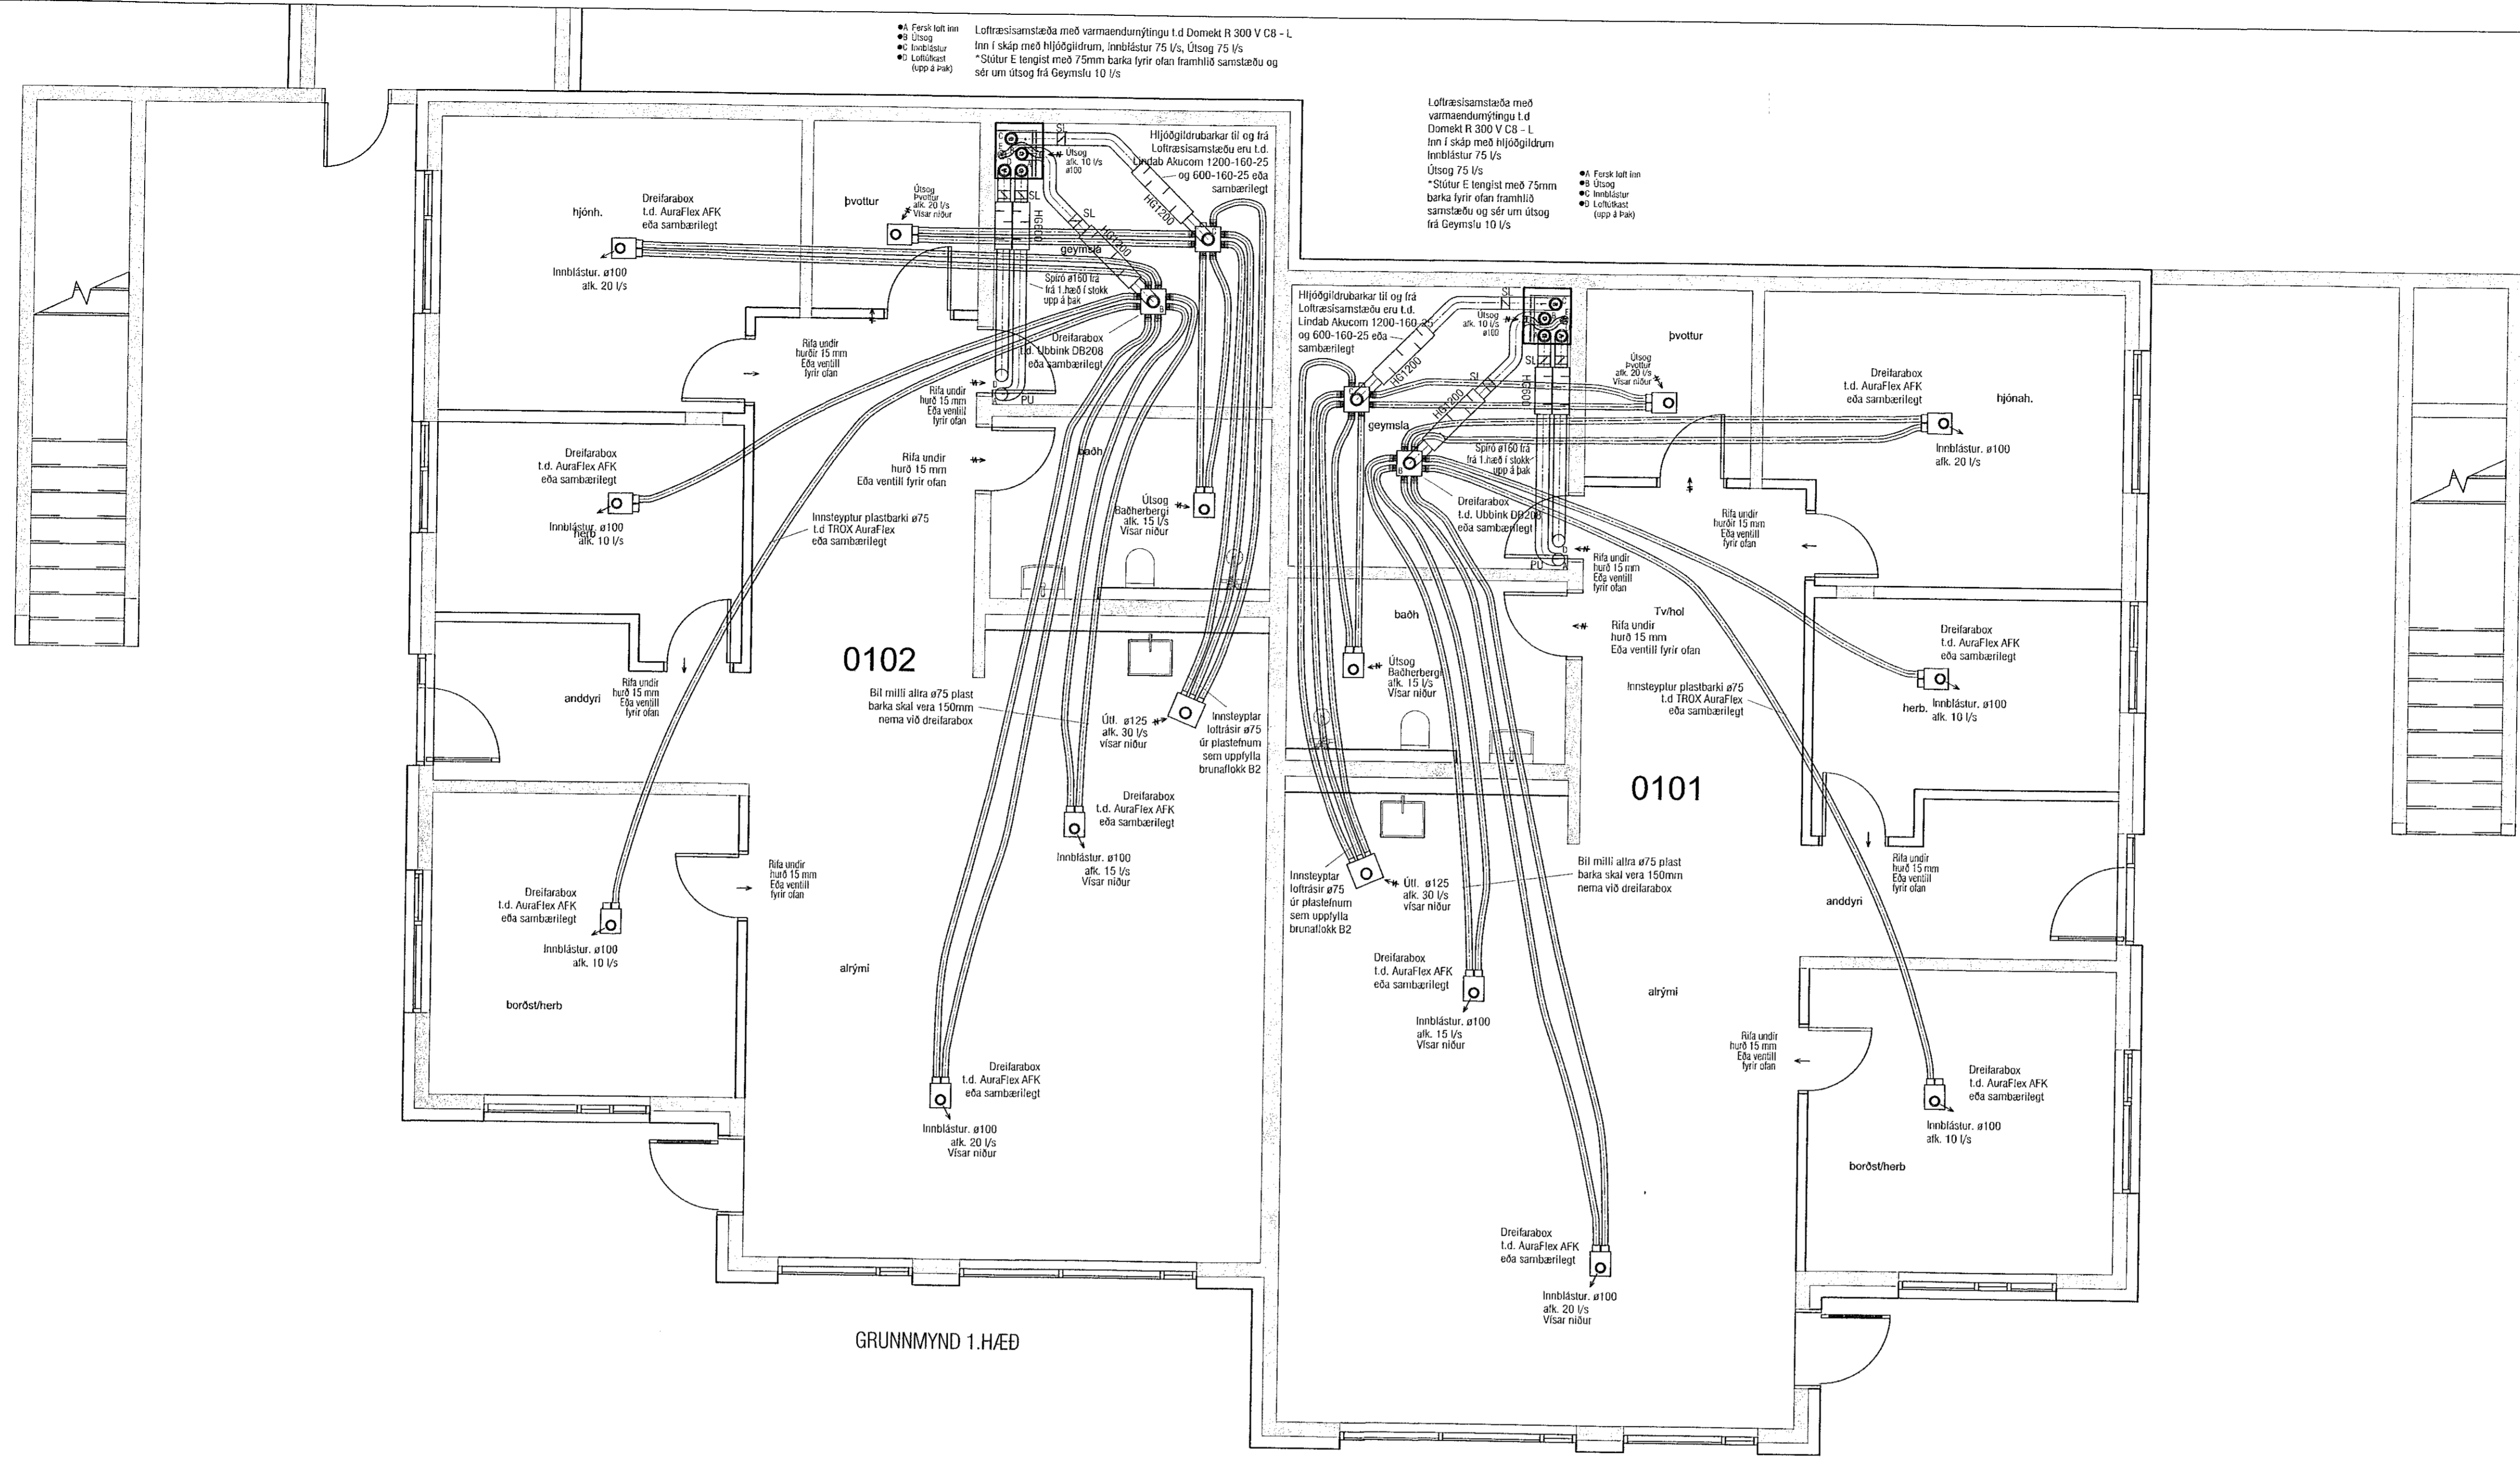 ●A Fersk loft inn
●B Útsog
●C Innblástur
●D Loftútkast
(upp á Þak)
Loftræsisamstæða með varmaendurnýtingu t.d Domekt R 300 V C8 - L
Inn í skáp með hljóðgildrum, Innblástur 75 l/s, Útsog 75 l/s
*Stútur E tengist með 75mm barka fyrir ofan framhlið samstæðu og
sér um útsog frá Geymslu 10 l/s
Loftræsisamstæða með
varmaendurnýtingu t.d
Domekt R 300 V C8 - L
Inn í skáp með hljóðgildrum
Innblástur 75 l/s
Útsog 75 l/s
*Stútur E tengist með 75mm
barka fyrir ofan framhlið
samstæðu og sér um útsog
frá Geymslu 10 l/s
●A Fersk loft inn
●B Útsog
●C Innblástur
●D Loftútkast
(upp á Þak)
hjónh.
Dreifarabox
t.d. AuraFlex AFK
eða sambærilegt
Innblástur. ø100
afk. 20 l/s
þvottur
Útsog
Þvottur
afk. 20 l/s
Vísar niður
SL
Útsog
afk. 10 l/s
ø100
SL
HG600
SL
HG1200
HG1200
Hljóðgildrubarkar til og frá
Loftræsisamstæðu eru t.d.
Lindab Akucom 1200-160-25
og 600-160-25 eða
sambærilegt
geymsla
Spíró ø160 frá
frá 1.hæð í stokk
upp á þak
Dreifarabox
t.d. Ubbink DB208
eða sambærilegt
Rifa undir
hurðir 15 mm
Eða ventill
fyrir ofan
Rifa undir
hurð 15 mm
Eða ventill
fyrir ofan
PU
Rifa undir
hurð 15 mm
Eða ventill fyrir ofan
baðh
Útsog
Baðherbergi
afk. 15 l/s
Vísar niður
Dreifarabox
t.d. AuraFlex AFK
eða sambærilegt
Innblástur. ø100
afk. 10 l/s
herb
Innsteyptur plastbarki ø75
t.d TROX AuraFlex
eða sambærilegt
0102
anddyri
Rifa undir
hurð 15 mm
Eða ventill
fyrir ofan
Bil milli allra ø75 plast
barka skal vera 150mm
nema við dreifarabox
Útl. ø125
afk. 30 l/s
vísar niður
Innsteyptar
loftrásir ø75
úr plastefnum
sem uppfylla
brunaflokk B2
Dreifarabox
t.d. AuraFlex AFK
eða sambærilegt
Innblástur. ø100
afk. 15 l/s
Vísar niður
Rifa undir
hurð 15 mm
Eða ventill
fyrir ofan
Dreifarabox
t.d. AuraFlex AFK
eða sambærilegt
Innblástur. ø100
afk. 10 l/s
borðst/herb
alrými
Dreifarabox
t.d. AuraFlex AFK
eða sambærilegt
Innblástur. ø100
afk. 20 l/s
Vísar niður
GRUNNMYND 1.HÆÐ
Hljóðgildrubarkar til og frá
Loftræsisamstæðu eru t.d.
Lindab Akucom 1200-160-25
og 600-160-25 eða
sambærilegt
SL
Útsog
afk. 10 l/s
ø100
SL
HG600
SL
HG1200
HG1200
þvottur
Útsog
Þvottur
afk. 20 l/s
Vísar niður
Dreifarabox
t.d. AuraFlex AFK
eða sambærilegt
hjónah.
Innblástur. ø100
afk. 20 l/s
geymsla
Spíró ø160 frá
frá 1.hæð í stokk
upp á þak
Dreifarabox
t.d. Ubbink DB208
eða sambærilegt
Rifa undir
hurðir 15 mm
Eða ventill
fyrir ofan
PU
Rifa undir
hurð 15 mm
Eða ventill
fyrir ofan
baðh
Tv/hol
Rifa undir
hurð 15 mm
Eða ventill fyrir ofan
Útsog
Baðherbergi
afk. 15 l/s
Vísar niður
Dreifarabox
t.d. AuraFlex AFK
eða sambærilegt
Innsteyptur plastbarki ø75
t.d TROX AuraFlex
eða sambærilegt
herb.
Innblástur. ø100
afk. 10 l/s
0101
Innsteyptar
loftrásir ø75
úr plastefnum
sem uppfylla
brunaflokk B2
Útl. ø125
afk. 30 l/s
vísar niður
Bil milli allra ø75 plast
barka skal vera 150mm
nema við dreifarabox
Rifa undir
hurð 15 mm
Eða ventill
fyrir ofan
anddyri
Dreifarabox
t.d. AuraFlex AFK
eða sambærilegt
Innblástur. ø100
afk. 15 l/s
Vísar niður
alrými
Rifa undir
hurð 15 mm
Eða ventill
fyrir ofan
Dreifarabox
t.d. AuraFlex AFK
eða sambærilegt
Innblástur. ø100
afk. 10 l/s
borðst/herb
Dreifarabox
t.d. AuraFlex AFK
eða sambærilegt
Innblástur. ø100
afk. 20 l/s
Vísar niður